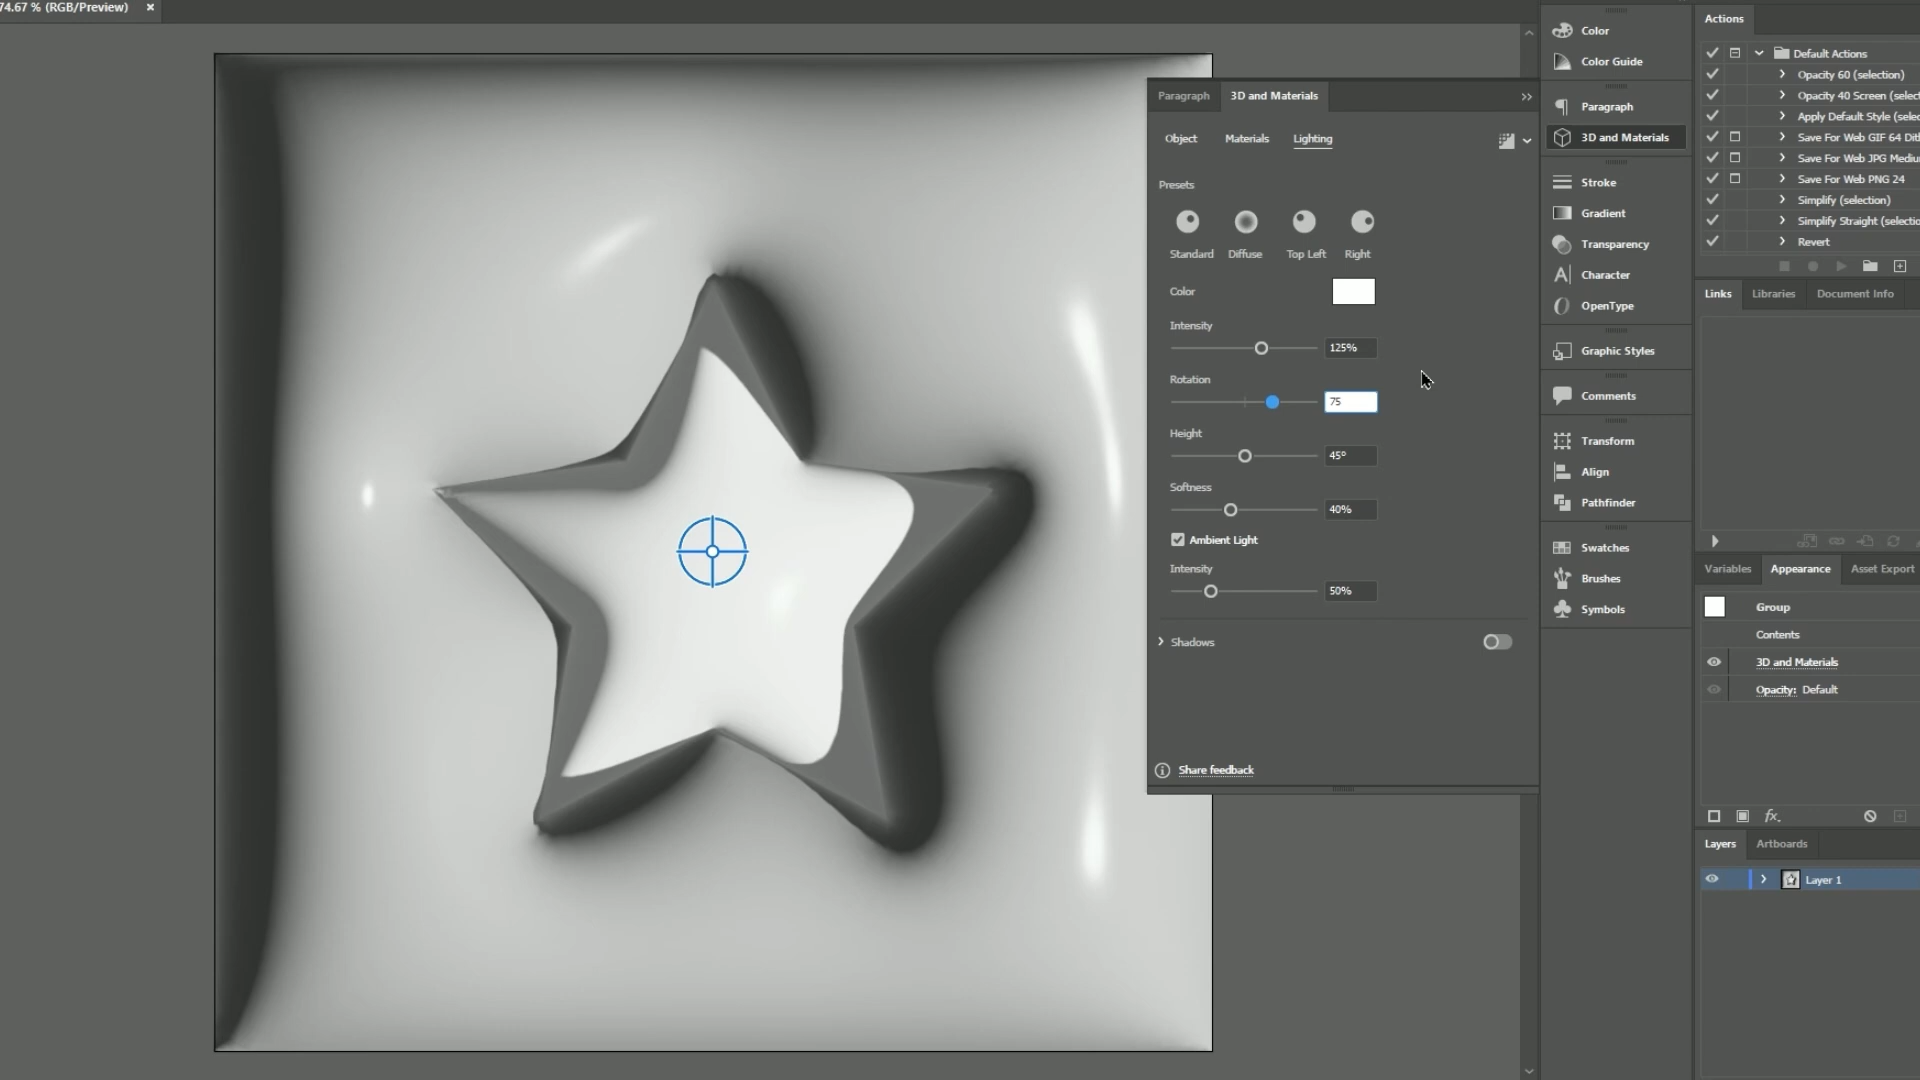 74.67 % (RGB/Preview) ×
Paragraph
3D and Materials
Object
Materials
Lighting
Presets
Standard
Diffuse
Top Left
Right
Color
Intensity
125%
Rotation
75
Height
45°
Softness
40%
Ambient Light
Intensity
50%
Shadows
Share feedback
Color
Color Guide
Paragraph
3D and Materials
Stroke
Gradient
Transparency
Character
OpenType
Graphic Styles
Comments
Transform
Align
Pathfinder
Swatches
Brushes
Symbols
Actions
Default Actions
Opacity 60 (selection)
Opacity 40 Screen (select
Apply Default Style (selec
Save For Web GIF 64 Dith
Save For Web JPG Mediu
Save For Web PNG 24
Simplify (selection)
Simplify Straight (selectio
Revert
Links
Libraries
Document Info
Variables
Appearance
Asset Export
Group
Contents
3D and Materials
Opacity: Default
fx.
Layers
Artboards
Layer 1